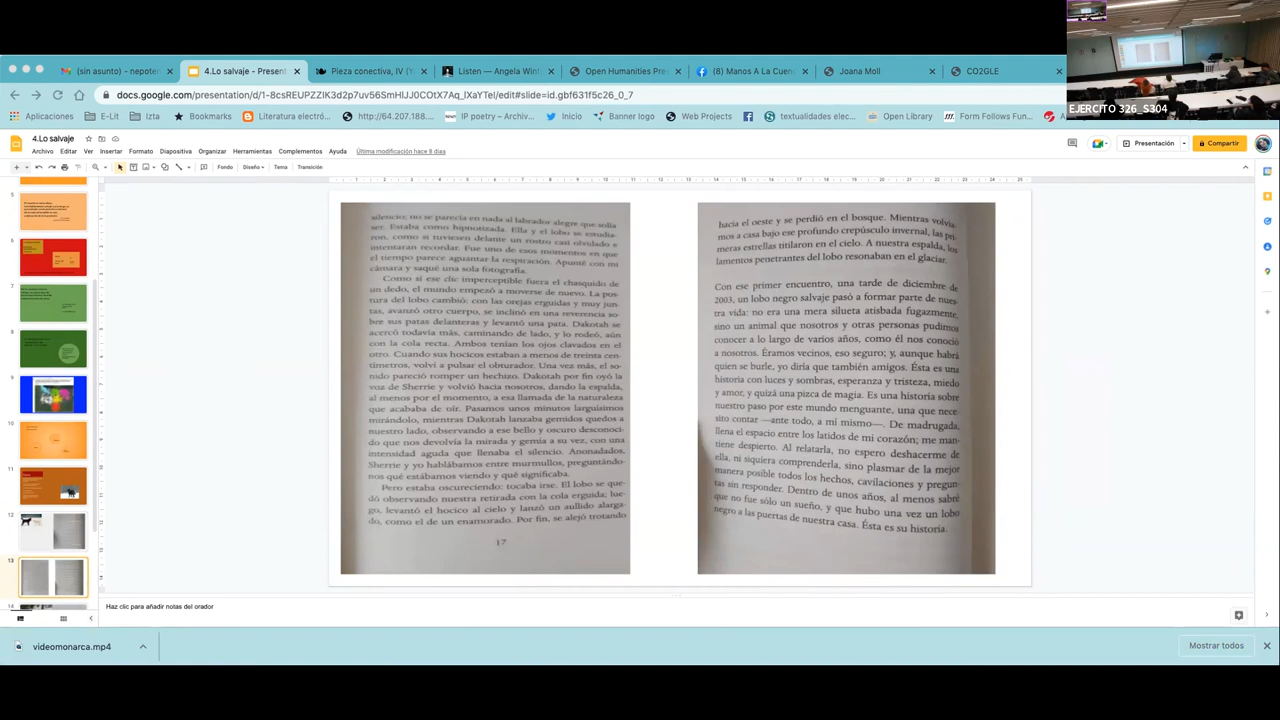 (sin asunto) - nepoten
4.Lo salvaje - Present
Pieza conectiva, IV (Y
Listen — Angela Wint
Open Humanities Pres
(8) Manos A La Cuenc
Joana Moll
CO2GLE
docs.google.com/presentation/d/1-8csREUPZZIK3d2p7uv56SmHIJJ0COtX7Aq_lXaYTeI/edit#slide=id.gbf631f5c26_0_7
EJERCITO 326_S304
Aplicaciones
E-Lit
Izta
Bookmarks
Literatura electró
http://64.207.188.
IP poetry – Archiv
Inicio
Banner logo
Web Projects
textualidades elec
Open Library
Form Follows Fun
4.Lo salvaje
Archivo Editar Ver Insertar Formato Diapositiva Organizar Herramientas Complementos Ayuda Última modificación hace 8 días
Presentación
Compartir
Fondo Diseño Tema Transición
silencio; no se parecía en nada al labrador alegre que solía
ser. Estaba como hipnotizada. Ella y el lobo se estudia-
ron, como si tuviesen delante un rostro casi olvidado e
intentaran recordar. Fue uno de esos momentos en que
el tiempo parece aguantar la respiración. Apunté con mi
cámara y saqué una sola fotografía.
Como si ese clic imperceptible fuera el chasquido de
un dedo, el mundo empezó a moverse de nuevo. La pos-
tura del lobo cambió: con las orejas erguidas y muy jun-
tas, avanzó otro cuerpo, se inclinó en una reverencia so-
bre sus patas delanteras y levantó una pata. Dakotah se
acercó todavía más, caminando de lado, y lo rodeó, aún
con la cola recta. Ambos tenían los ojos clavados en el
otro. Cuando sus hocicos estaban a menos de treinta cen-
tímetros, volví a pulsar el obturador. Una vez más, el so-
nido pareció romper un hechizo. Dakotah por fin oyó la
voz de Sherrie y volvió hacia nosotros, dando la espalda,
al menos por el momento, a esa llamada de la naturaleza
que acababa de oír. Pasamos unos minutos larguísimos
mirándolo, mientras Dakotah lanzaba gemidos quedos a
nuestro lado, observando a ese bello y oscuro desconoci-
do que nos devolvía la mirada y gemía a su vez, con una
intensidad aguda que llenaba el silencio. Anonadados,
Sherrie y yo hablábamos entre murmullos, preguntándo-
nos qué estábamos viendo y qué significaba.
Pero estaba oscureciendo: tocaba irse. El lobo se que-
dó observando nuestra retirada con la cola erguida; lue-
go, levantó el hocico al cielo y lanzó un aullido alarga-
do, como el de un enamorado. Por fin, se alejó trotando
17
hacia el oeste y se perdió en el bosque. Mientras volvía-
mos a casa bajo ese profundo crepúsculo invernal, las pri-
meras estrellas titilaron en el cielo. A nuestra espalda, los
lamentos penetrantes del lobo resonaban en el glaciar.
Con ese primer encuentro, una tarde de diciembre de
2003, un lobo negro salvaje pasó a formar parte de nues-
tra vida: no era una mera silueta atisbada fugazmente,
sino un animal que nosotros y otras personas pudimos
conocer a lo largo de varios años, como él nos conoció
a nosotros. Éramos vecinos, eso seguro; y, aunque habrá
quien se burle, yo diría que también amigos. Ésta es una
historia con luces y sombras, esperanza y tristeza, miedo
y amor, y quizá una pizca de magia. Es una historia sobre
nuestro paso por este mundo menguante, una que nece-
sito contar —ante todo, a mí mismo—. De madrugada,
llena el espacio entre los latidos de mi corazón; me man-
tiene despierto. Al relatarla, no espero deshacerme de
ella, ni siquiera comprenderla, sino plasmar de la mejor
manera posible todos los hechos, cavilaciones y pregun-
tas sin responder. Dentro de unos años, al menos sabré
que no fue sólo un sueño, y que hubo una vez un lobo
negro a las puertas de nuestra casa. Ésta es su historia.
Haz clic para añadir notas del orador
videomonarca.mp4
Mostrar todos